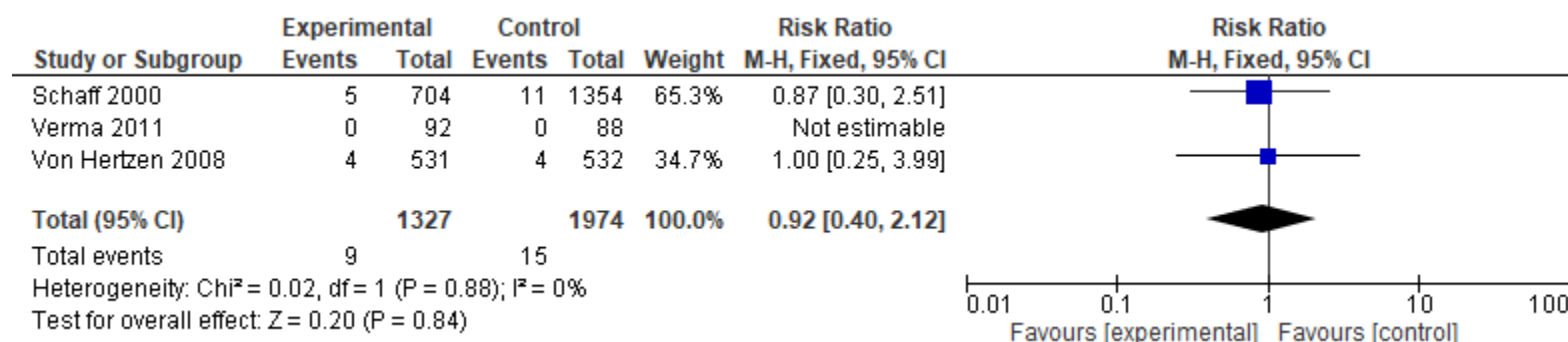 Experimental Control Risk Ratio Risk Ratio
Study or Subgroup Events Total Events Total Weight M-H, Fixed, 95% CI M-H, Fixed, 95% CI
Schaff 2000 5 704 11 1354 65.3% 0.87 [0.30, 2.51]
Verma 2011 0 92 0 88 Not estimable
Von Hertzen 2008 4 531 4 532 34.7% 1.00 [0.25, 3.99]
Total (95% CI) 1327 1974 100.0% 0.92 [0.40, 2.12]
Total events 9 15
Heterogeneity: Chi² = 0.02, df = 1 (P = 0.88); I² = 0%
Test for overall effect: Z = 0.20 (P = 0.84)
0.01 0.1 1 10 100
Favours [experimental] Favours [control]